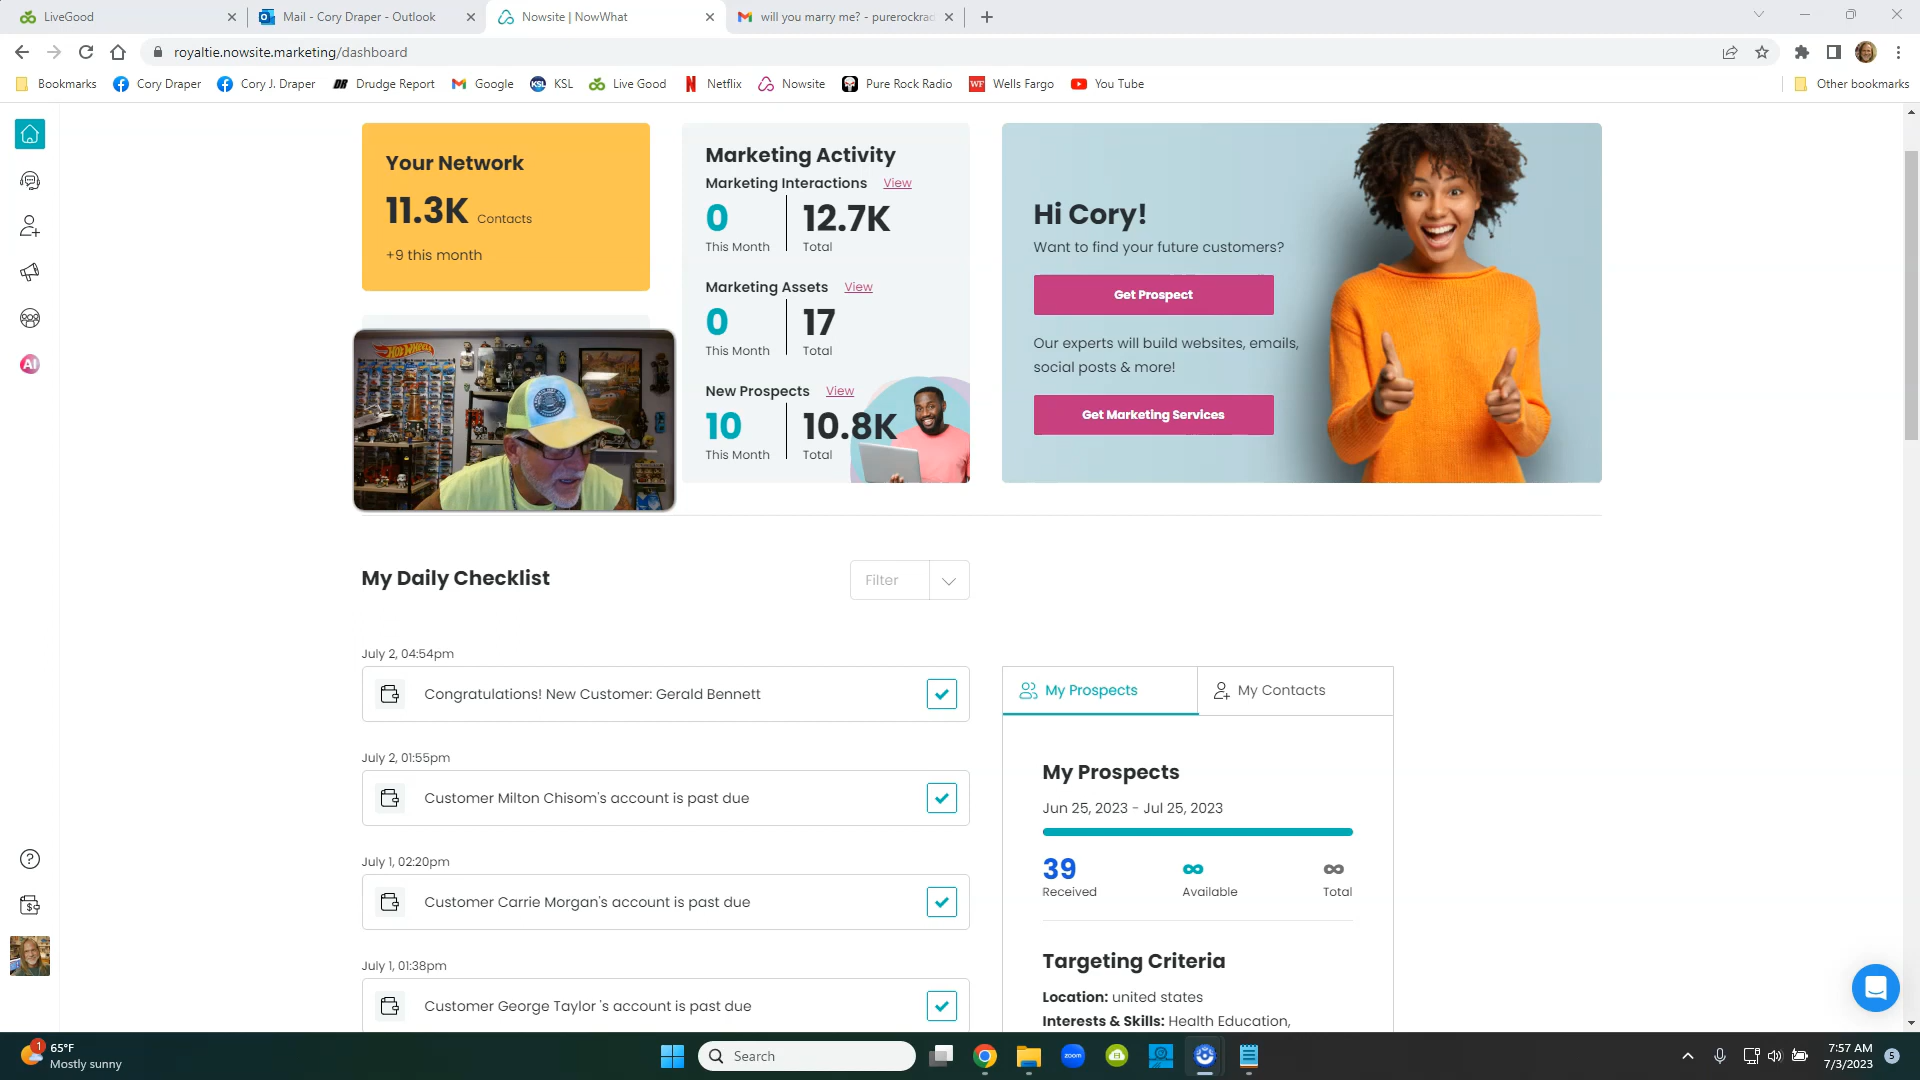 LiveGood
Mail - Cory Draper - Outlook
Nowsite | NowWhat
will you marry me? - purerockrad
royaltie.nowsite.marketing/dashboard
Bookmarks
Cory Draper
Cory J. Draper
DR Drudge Report
Google
KSL KSL
Live Good
Netflix
Nowsite
Pure Rock Radio
WF Wells Fargo
You Tube
Other bookmarks
AI
Your Network
11.3K Contacts
+9 this month
HOT WHEELS
Marketing Activity
Marketing Interactions View
0 12.7K
This Month Total
Marketing Assets View
0 17
This Month Total
New Prospects View
10 10.8K
This Month Total
Hi Cory!
Want to find your future customers?
Get Prospect
Our experts will build websites, emails,
social posts & more!
Get Marketing Services
My Daily Checklist
Filter
July 2, 04:54pm
Congratulations! New Customer: Gerald Bennett
July 2, 01:55pm
Customer Milton Chisom's account is past due
July 1, 02:20pm
Customer Carrie Morgan's account is past due
July 1, 01:38pm
Customer George Taylor 's account is past due
My Prospects
My Contacts
My Prospects
Jun 25, 2023 - Jul 25, 2023
39 ∞ ∞
Received Available Total
Targeting Criteria
Location: united states
Interests & Skills: Health Education,
1
65°F
Mostly sunny
Search
zoom
7:57 AM
7/3/2023
5